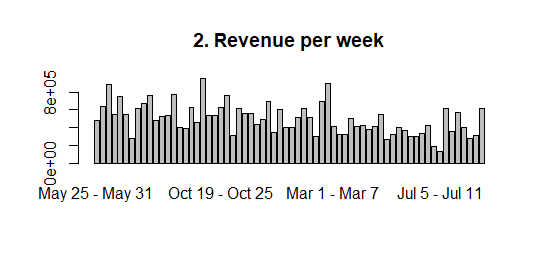 2. Revenue per week
8e+05
0e+00
May 25 - May 31
Oct 19 - Oct 25
Mar 1 - Mar 7
Jul 5 - Jul 11